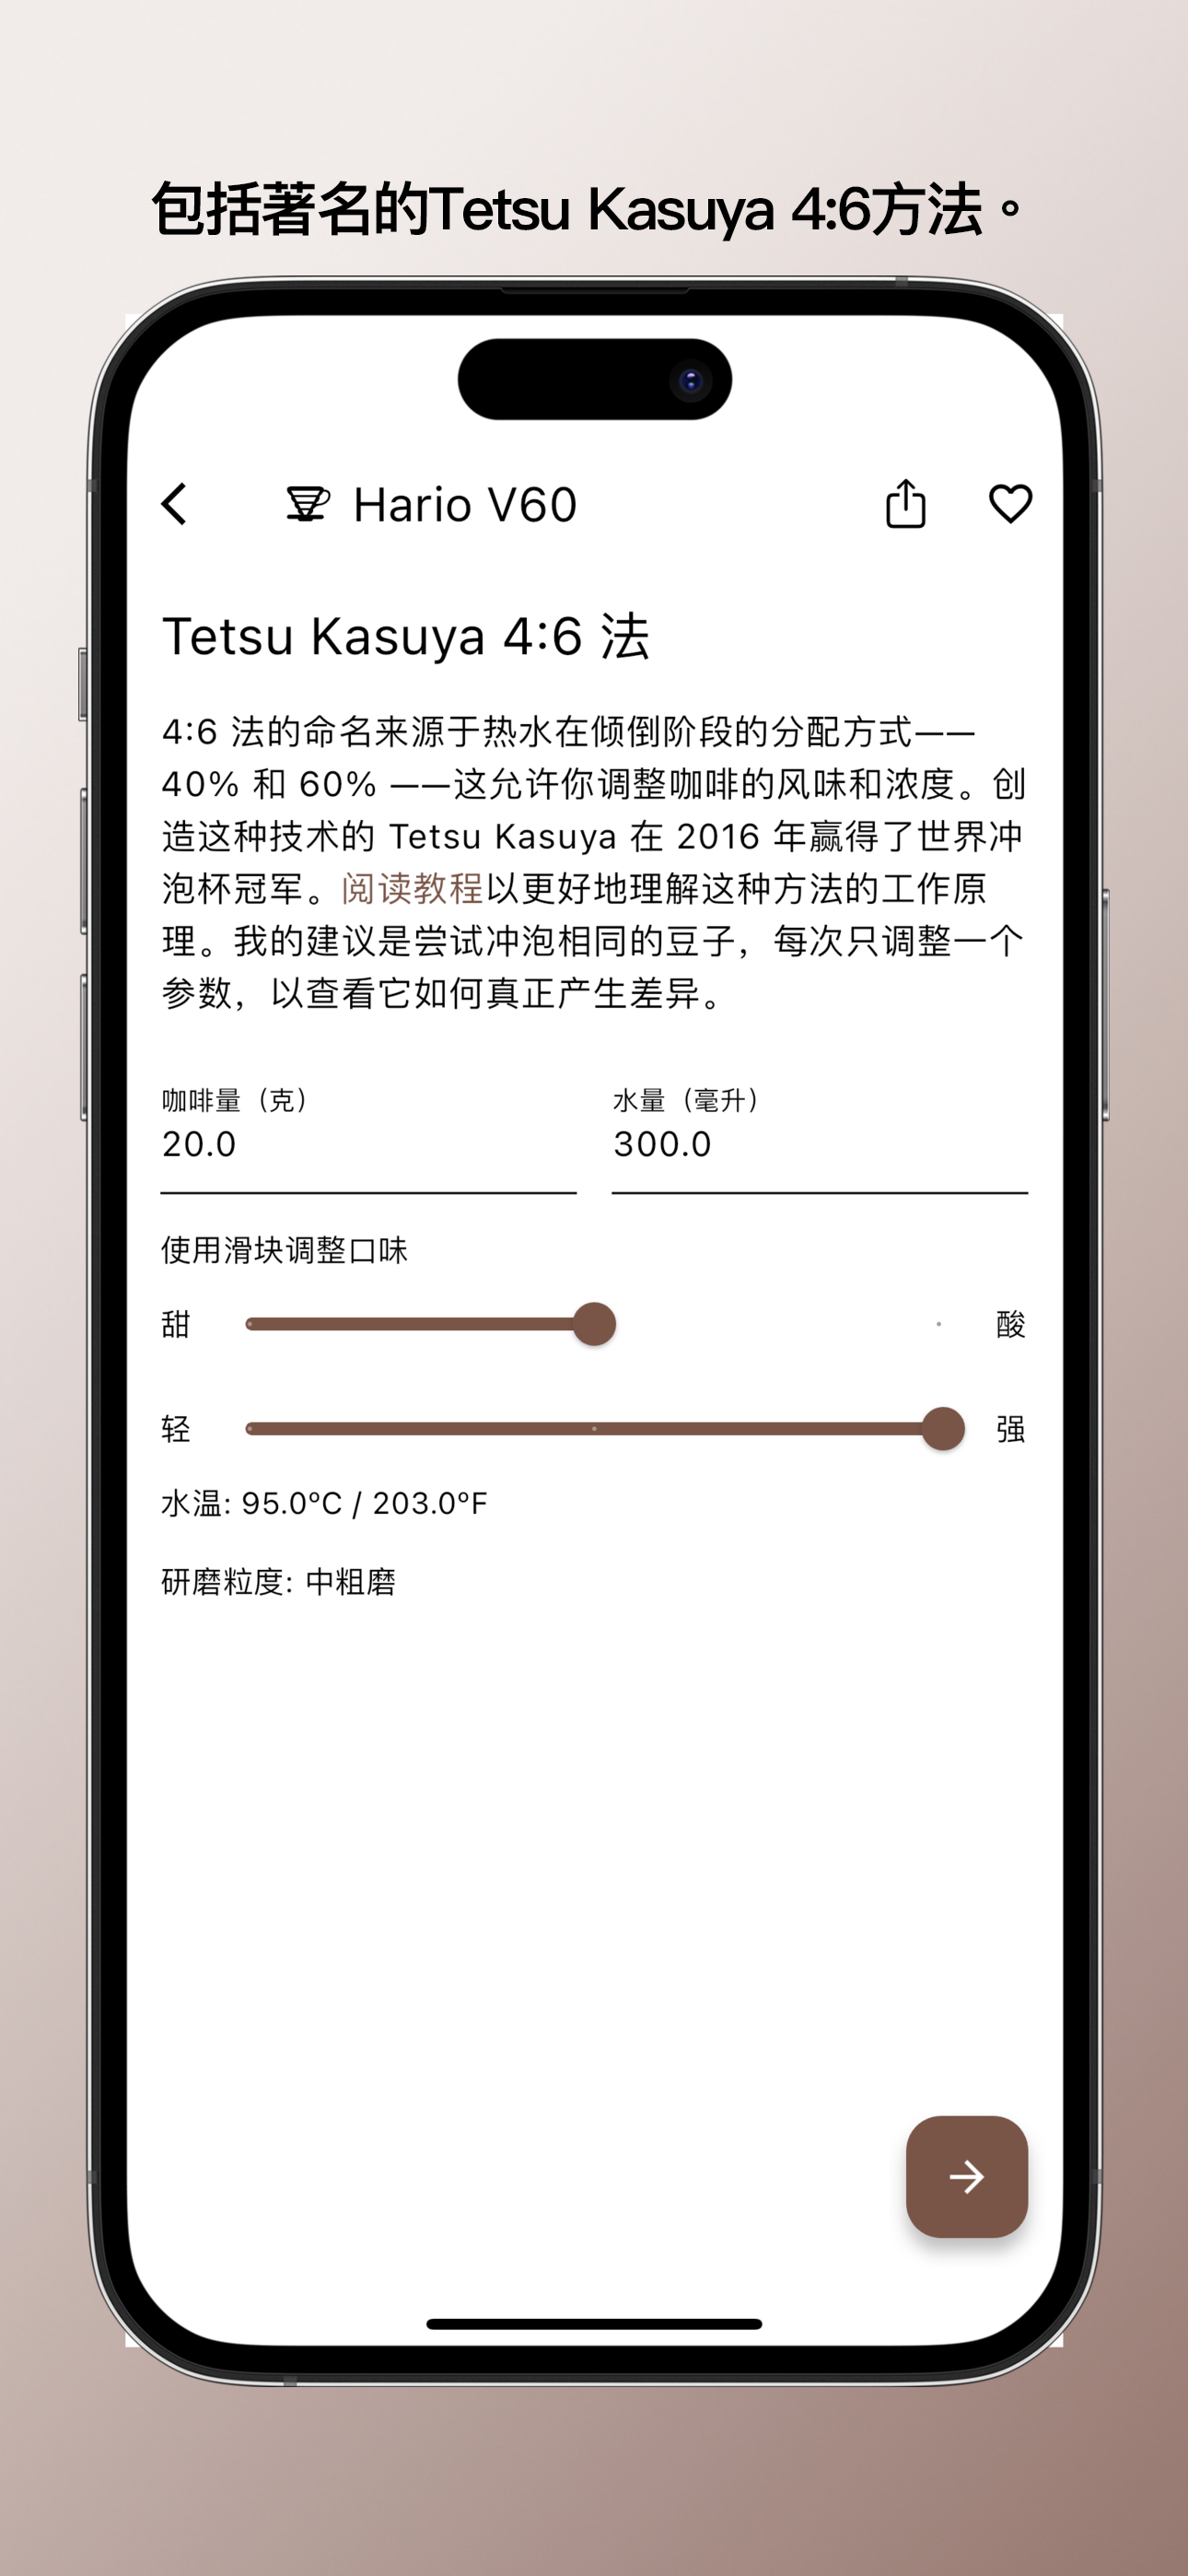 包括著名的Tetsu Kasuya 4:6方法。
Hario V60
Tetsu Kasuya 4:6 法
4:6 法的命名来源于热水在倾倒阶段的分配方式——
40% 和 60% ——这允许你调整咖啡的风味和浓度。创
造这种技术的 Tetsu Kasuya 在 2016 年赢得了世界冲
泡杯冠军。阅读教程以更好地理解这种方法的工作原
理。我的建议是尝试冲泡相同的豆子，每次只调整一个
参数，以查看它如何真正产生差异。
咖啡量（克） 水量（毫升）
20.0 300.0
使用滑块调整口味
甜 酸
轻 强
水温: 95.0ºC / 203.0ºF
研磨粒度: 中粗磨